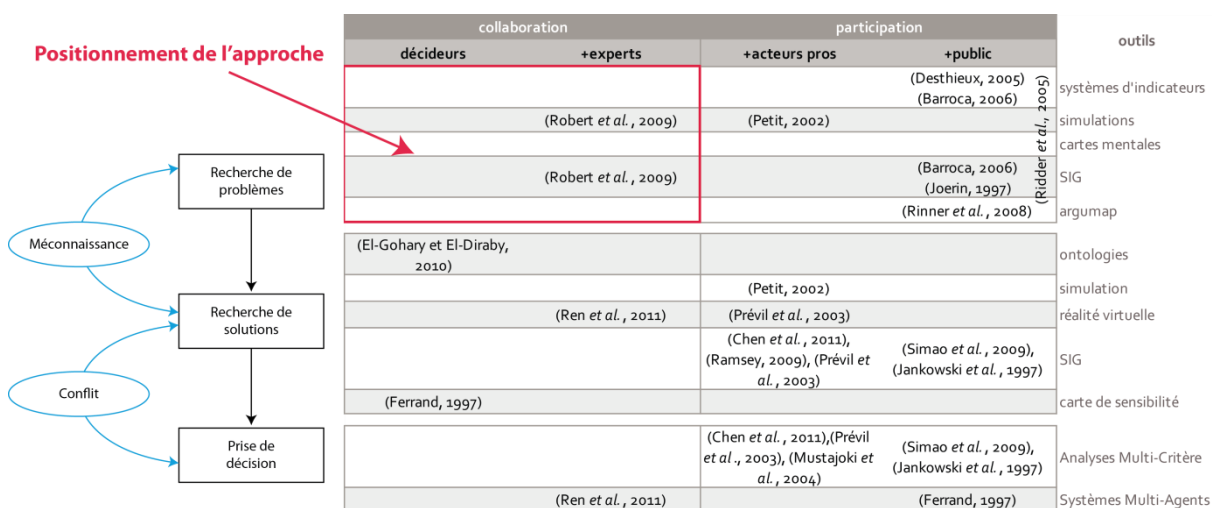 collaboration participation
Positionnement de l'approche
décideurs +experts +acteurs pros +public outils
(Desthieux, 2005)
(Barroca, 2006)
systèmes d'indicateurs
(Ridder et al., 2005)
(Robert et al., 2009) (Petit, 2002) simulations
cartes mentales
Recherche de
problèmes
(Robert et al., 2009) (Barroca, 2006)
(Joerin, 1997)
SIG
(Rinner et al., 2008) argumap
Méconnaissance
(El-Gohary et El-Diraby,
2010)
ontologies
(Petit, 2002) simulation
Recherche de
solutions
(Ren et al., 2011) (Prévil et al., 2003) réalité virtuelle
(Chen et al., 2011),
(Ramsey, 2009), (Prévil et
al., 2003)
(Simao et al., 2009),
(Jankowski et al., 1997)
SIG
Conflit
(Ferrand, 1997) carte de sensibilité
Prise de
décision
(Chen et al., 2011),(Prévil
et al., 2003), (Mustajoki et
al., 2004)
(Simao et al., 2009),
(Jankowski et al., 1997)
Analyses Multi-Critère
(Ren et al., 2011) (Ferrand, 1997) Systèmes Multi-Agents